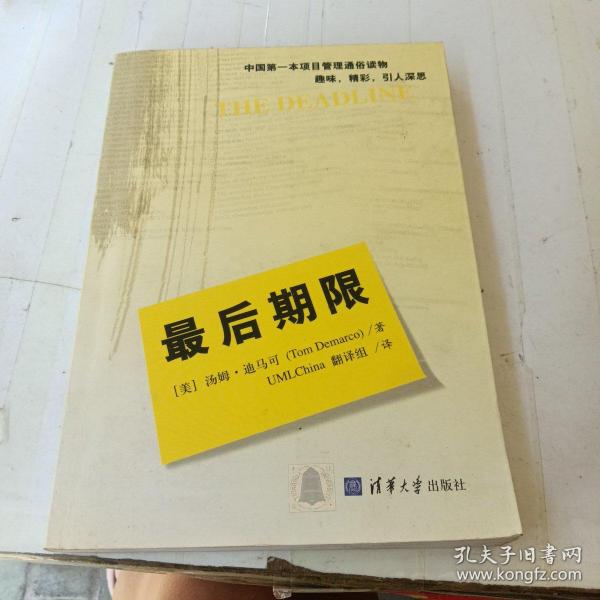 中国第一本项目管理通俗读物
趣味，精彩，引人深思
THE DEADLINE
最后期限
[美] 汤姆·迪马可 (Tom Demarco) / 著
UMLChina 翻译组 / 译
清华大学出版社
孔夫子旧书网
www.kongfz.com